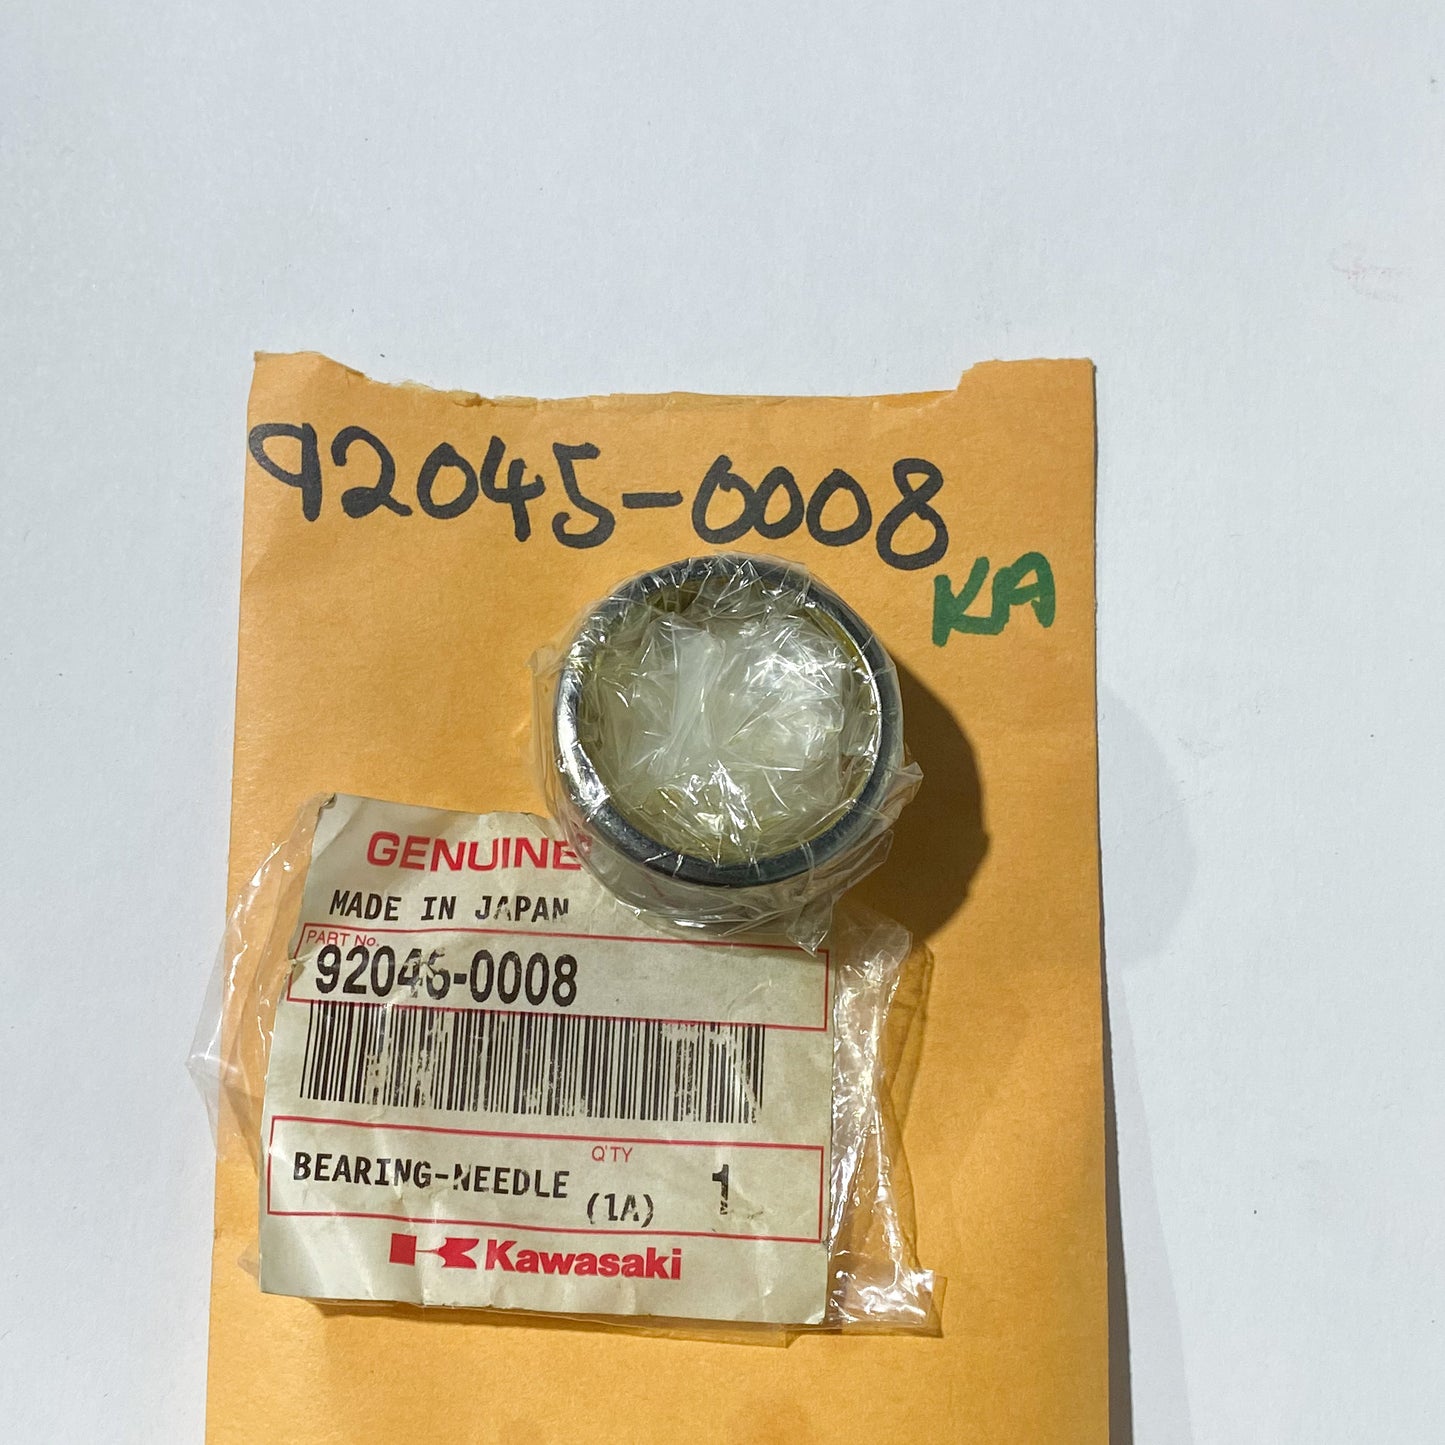 92045-0008
KA
GENUINE
MADE IN JAPAN
PART No.
92046-0008
BEARING-NEEDLE
Q'TY
(1A)
1
Kawasaki